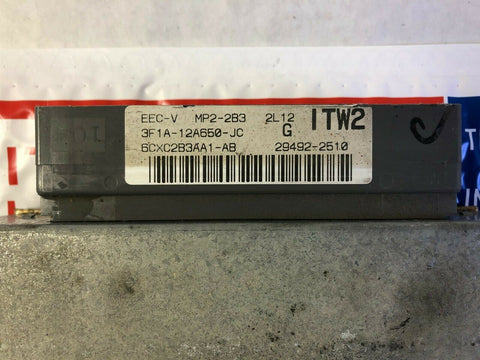 EEC-V MP2-2B3 2L12 ITW2
3F1A-12A650-JC G
6CXC2B3AA1-AB 29492-2510